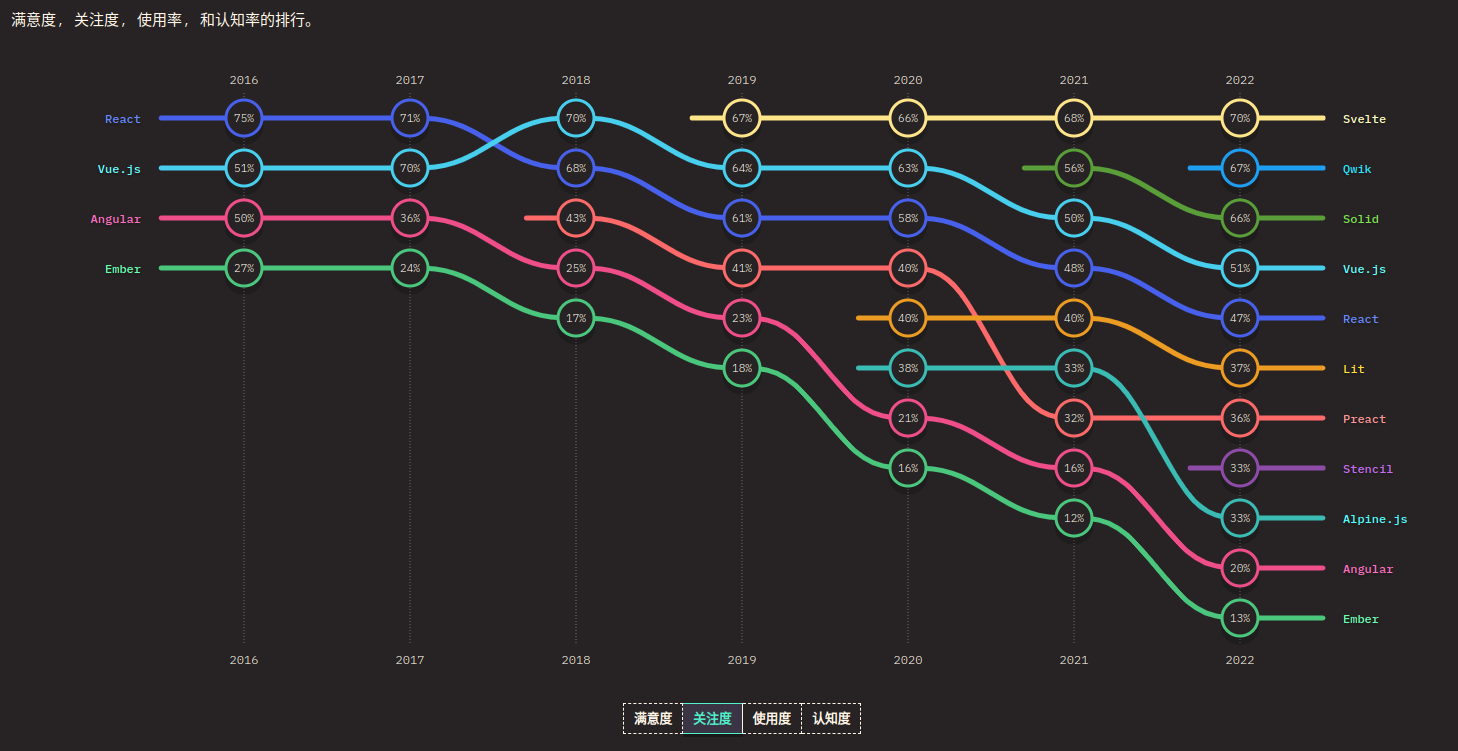 满意度，关注度，使用率，和认知率的排行。
2016 2017 2018 2019 2020 2021 2022
React 75% 71% 70% 67% 66% 68% 70% Svelte
Vue.js 51% 70% 68% 64% 63% 56% 67% Qwik
Angular 50% 36% 43% 61% 58% 50% 66% Solid
Ember 27% 24% 25% 41% 40% 48% 51% Vue.js
17% 23% 40% 40% 47% React
18% 38% 33% 37% Lit
21% 32% 36% Preact
16% 16% 33% Stencil
12% 33% Alpine.js
20% Angular
13% Ember
2016 2017 2018 2019 2020 2021 2022
满意度 关注度 使用度 认知度